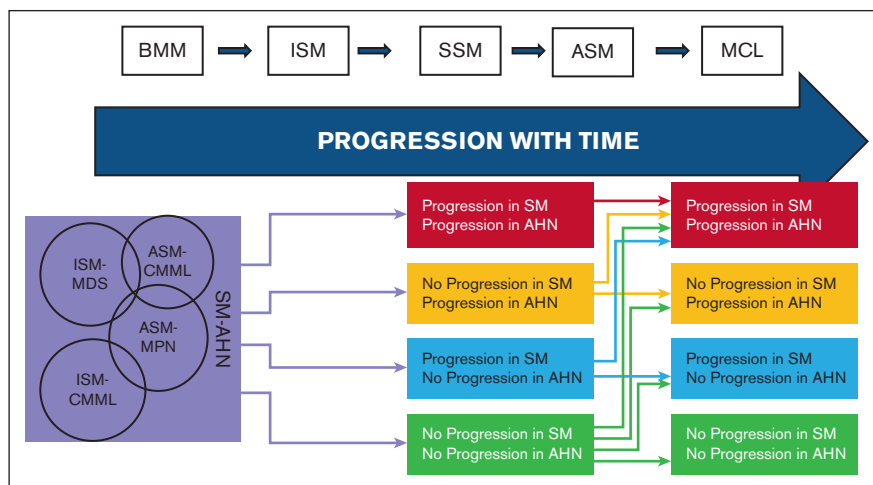 BMM
ISM
SSM
ASM
MCL
PROGRESSION WITH TIME
ISM-
MDS
ASM-
CMML
ASM-
MPN
ISM-
CMML
SM-AHN
Progression in SM
Progression in AHN
No Progression in SM
Progression in AHN
Progression in SM
No Progression in AHN
No Progression in SM
No Progression in AHN
Progression in SM
Progression in AHN
No Progression in SM
Progression in AHN
Progression in SM
No Progression in AHN
No Progression in SM
No Progression in AHN